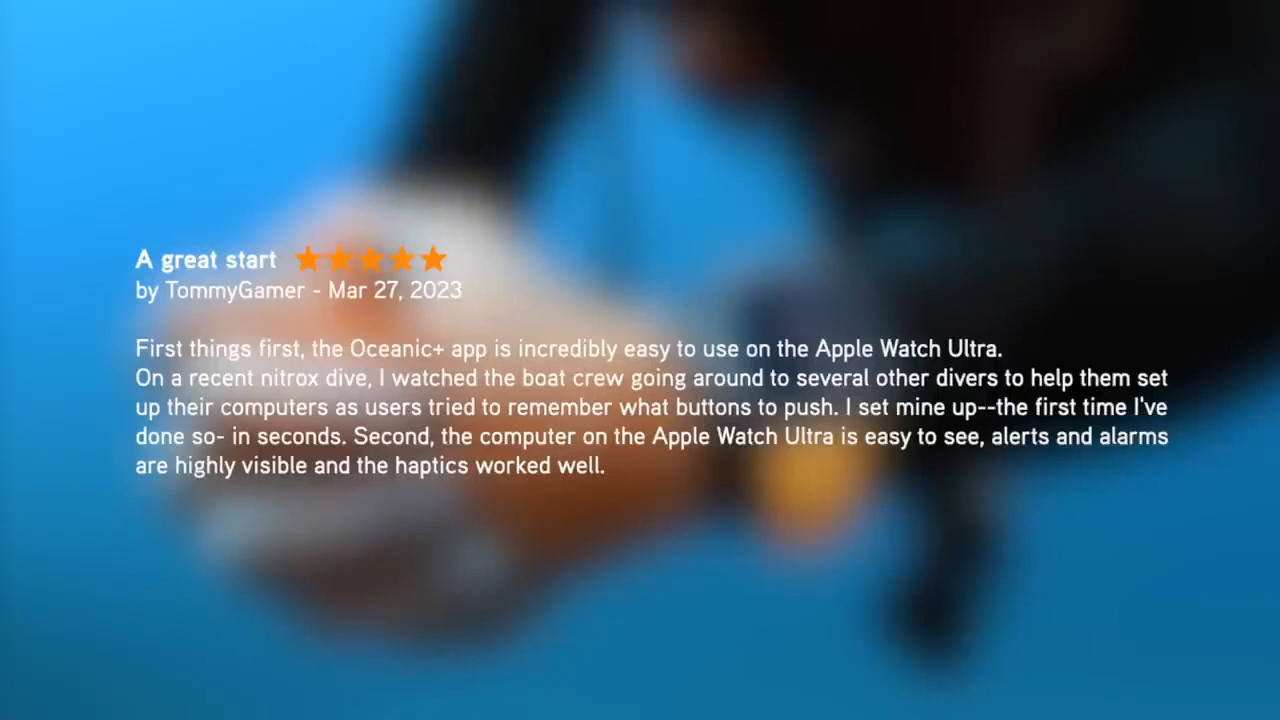 A great start
by TommyGamer - Mar 27, 2023
First things first, the Oceanic+ app is incredibly easy to use on the Apple Watch Ultra.
On a recent nitrox dive, I watched the boat crew going around to several other divers to help them set
up their computers as users tried to remember what buttons to push. I set mine up--the first time I've
done so- in seconds. Second, the computer on the Apple Watch Ultra is easy to see, alerts and alarms
are highly visible and the haptics worked well.